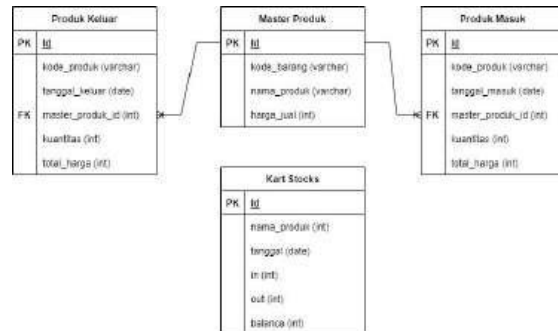 Produk Keluar
PK Id
kode_produk (varchar)
tanggal_keluar (date)
FK master_produk_id (int)
kuantitas (int)
total_harga (int)
Master Produk
PK Id
kode_barang (varchar)
nama_produk (varchar)
harga_jual (int)
Produk Masuk
PK Id
kode_produk (varchar)
tanggal_masuk (date)
FK master_produk_id (int)
kuantitas (int)
total_harga (int)
Kart Stocks
PK Id
nama_produk (int)
tanggal (date)
in (int)
out (int)
balance (int)